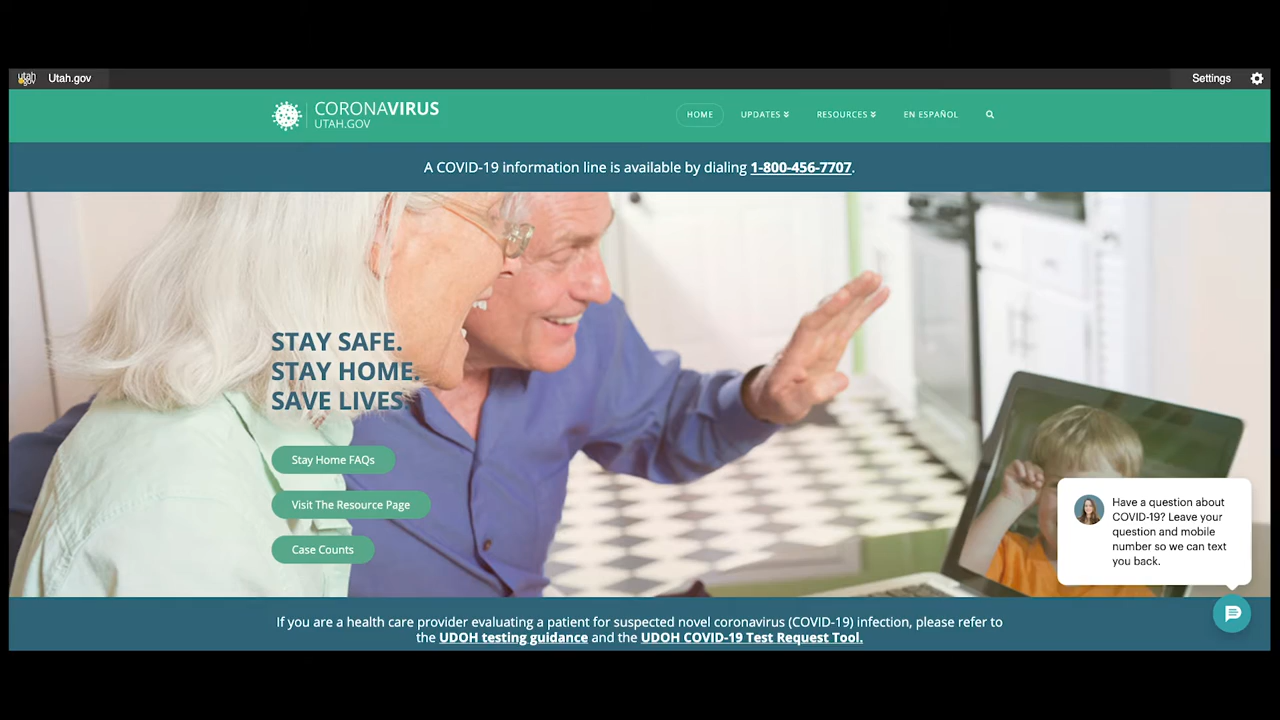 utah
gov
Utah.gov
Settings
CORONAVIRUS
UTAH.GOV
HOME
UPDATES
RESOURCES
EN ESPAÑOL
A COVID-19 information line is available by dialing 1-800-456-7707.
STAY SAFE.
STAY HOME.
SAVE LIVES.
Stay Home FAQs
Visit The Resource Page
Case Counts
Have a question about
COVID-19? Leave your
question and mobile
number so we can text
you back.
If you are a health care provider evaluating a patient for suspected novel coronavirus (COVID-19) infection, please refer to
the UDOH testing guidance and the UDOH COVID-19 Test Request Tool.